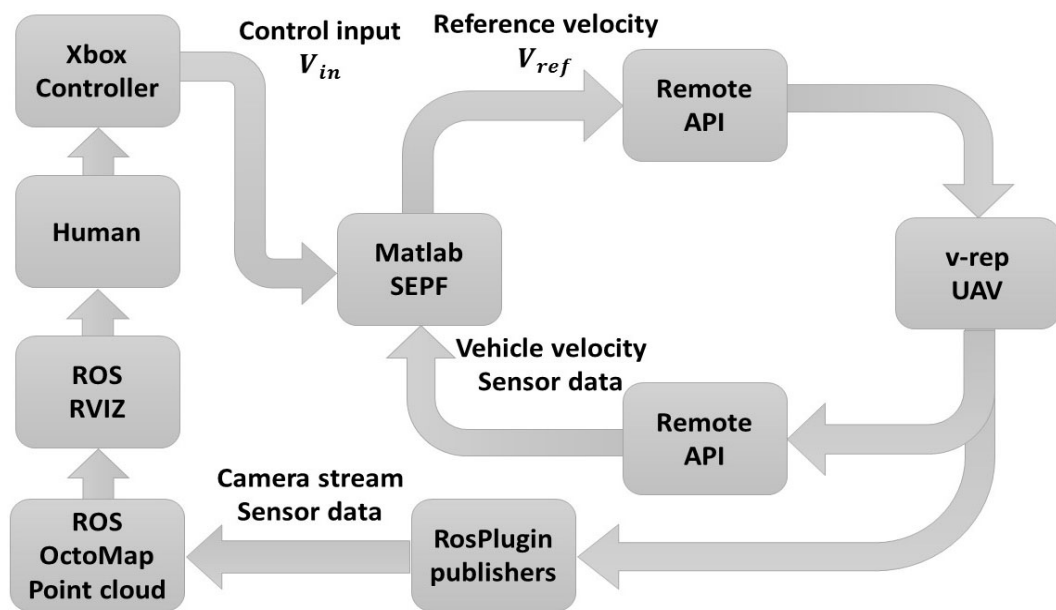 Xbox
Controller
Control input
V_in
Reference velocity
V_ref
Remote
API
Human
Matlab
SEPF
v-rep
UAV
ROS
RVIZ
Vehicle velocity
Sensor data
Remote
API
ROS
OctoMap
Point cloud
Camera stream
Sensor data
RosPlugin
publishers